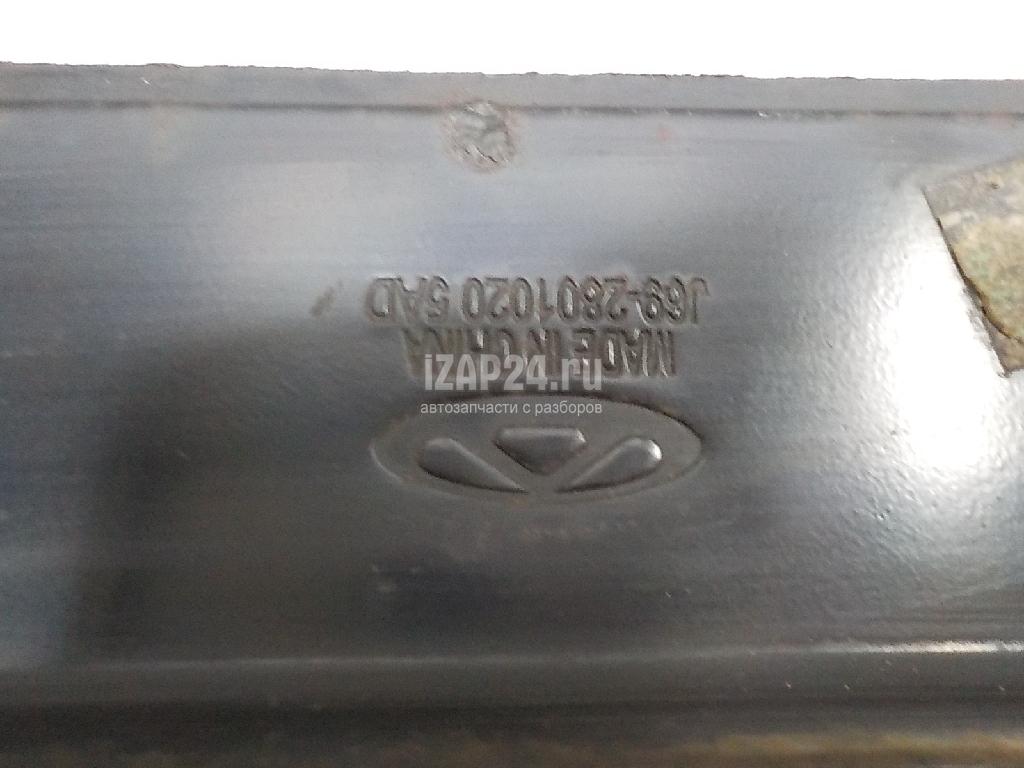 J69-2801020 5AD
MADE IN CHINA
iZAP24.ru
автозапчасти с разборов